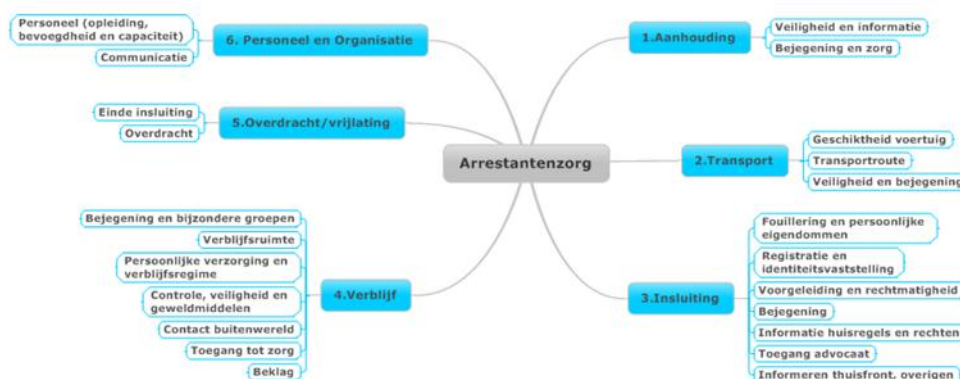 Arrestantenzorg
1.Aanhouding
Veiligheid en informatie
Bejegening en zorg
2.Transport
Geschiktheid voertuig
Transportroute
Veiligheid en bejegening
3.Insluiting
Fouillering en persoonlijke
eigendommen
Registratie en
identiteitsvaststelling
Voorgeleiding en rechtmatigheid
Bejegening
Informatie huisregels en rechten
Toegang advocaat
Informeren thuisfront, overigen
4.Verblijf
Bejegening en bijzondere groepen
Verblijfsruimte
Persoonlijke verzorging en
verblijfsregime
Controle, veiligheid en
geweldmiddelen
Contact buitenwereld
Toegang tot zorg
Beklag
5.Overdracht/vrijlating
Einde insluiting
Overdracht
6. Personeel en Organisatie
Personeel (opleiding,
bevoegdheid en capaciteit)
Communicatie